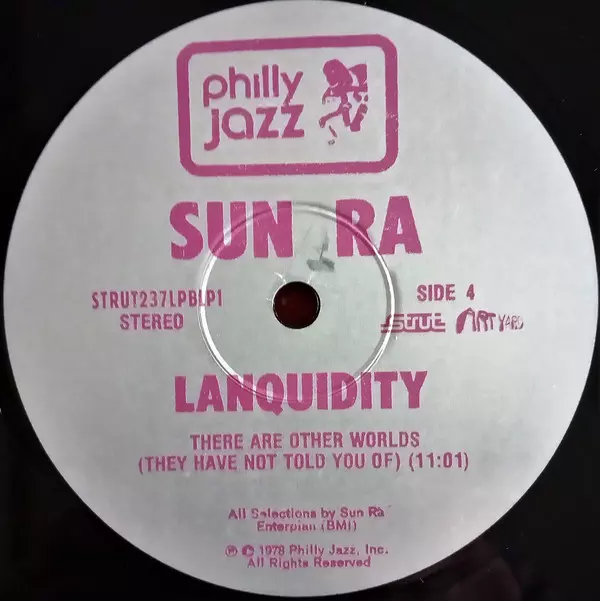 philly
jazz
SUN RA
STRUT237LPBLP1
STEREO
SIDE 4
Strut ART YARD
LANQUIDITY
THERE ARE OTHER WORLDS
(THEY HAVE NOT TOLD YOU OF) (11:01)
All Selections by Sun Ra
Enterplan (BMI)
℗ © 1978 Philly Jazz, Inc.
All Rights Reserved